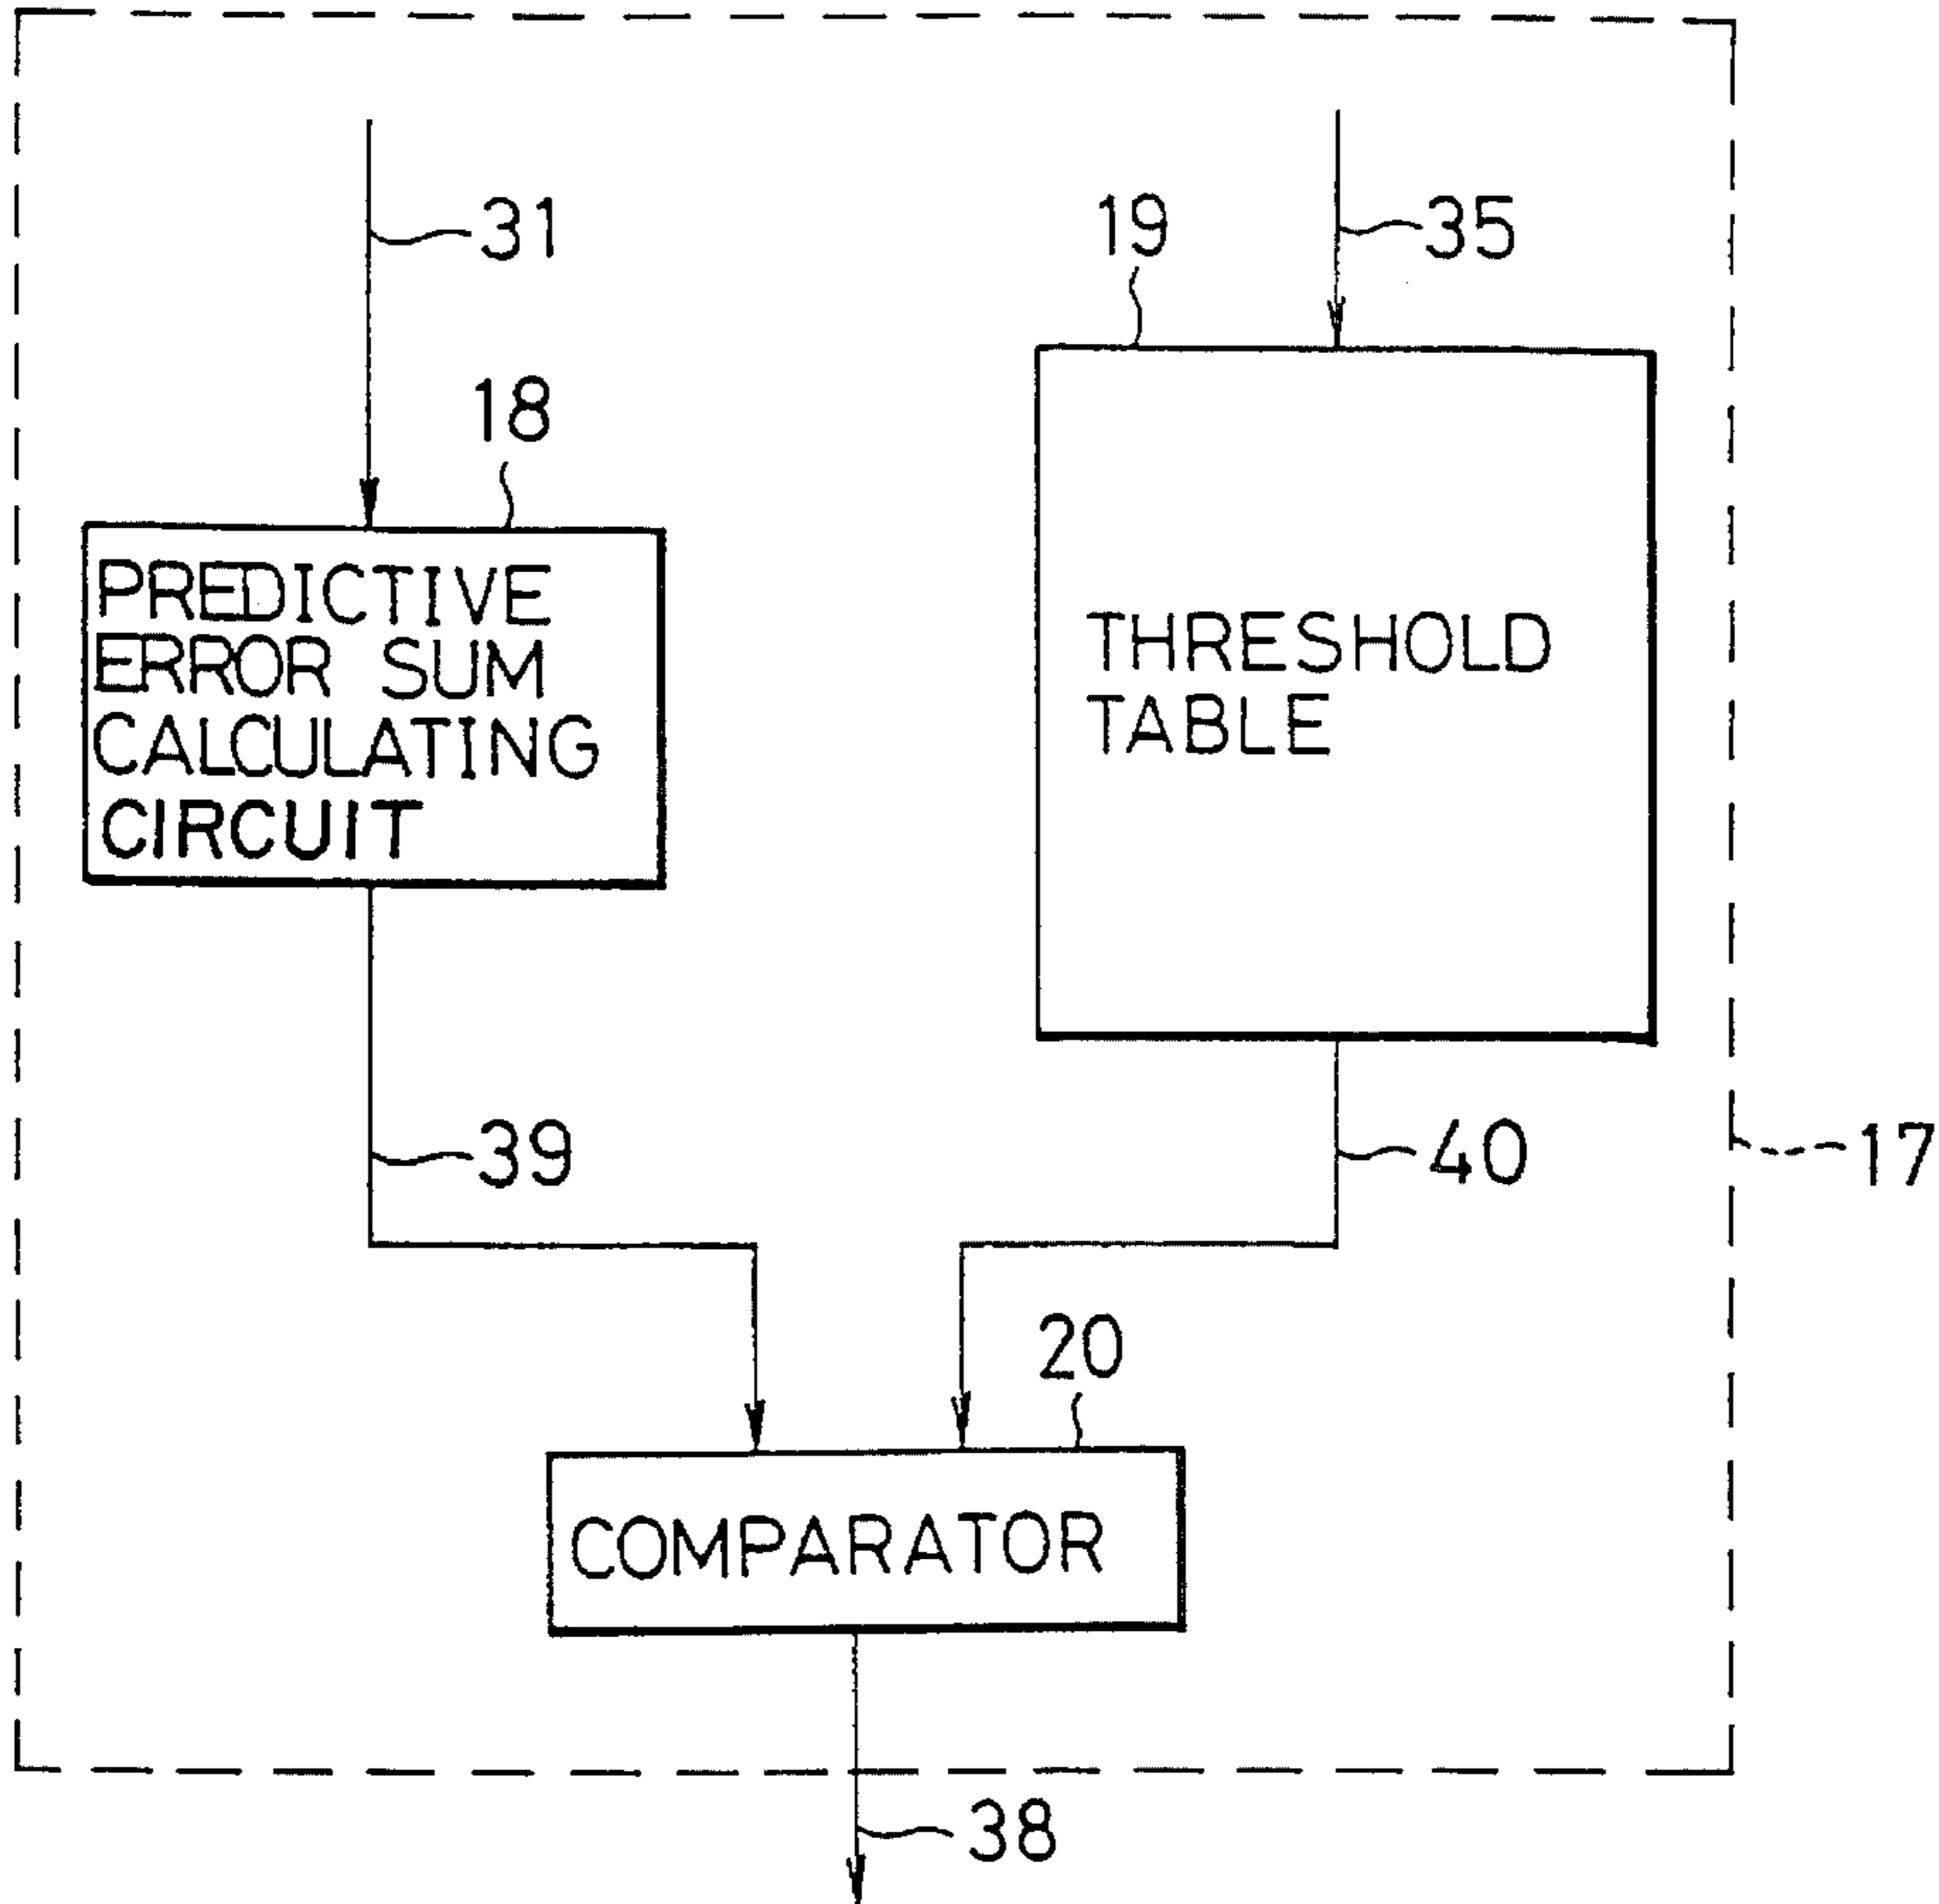 31
19
35
18
PREDICTIVE
ERROR SUM
CALCULATING
CIRCUIT
THRESHOLD
TABLE
39
40
17
20
COMPARATOR
38